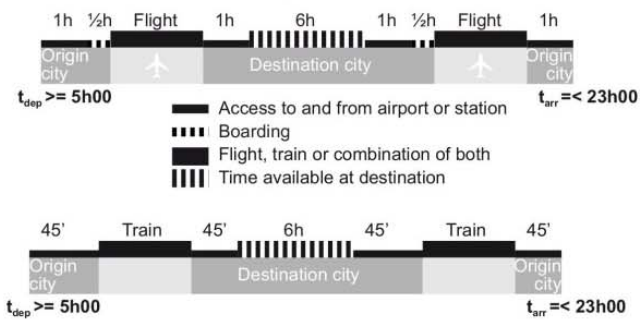 1h ½h Flight 1h 6h 1h ½h Flight 1h
Origin city Destination city Origin city
t_dep >= 5h00 t_arr =< 23h00
Access to and from airport or station
Boarding
Flight, train or combination of both
Time available at destination
45’ Train 45’ 6h 45’ Train 45’
Origin city Destination city Origin city
t_dep >= 5h00 t_arr =< 23h00